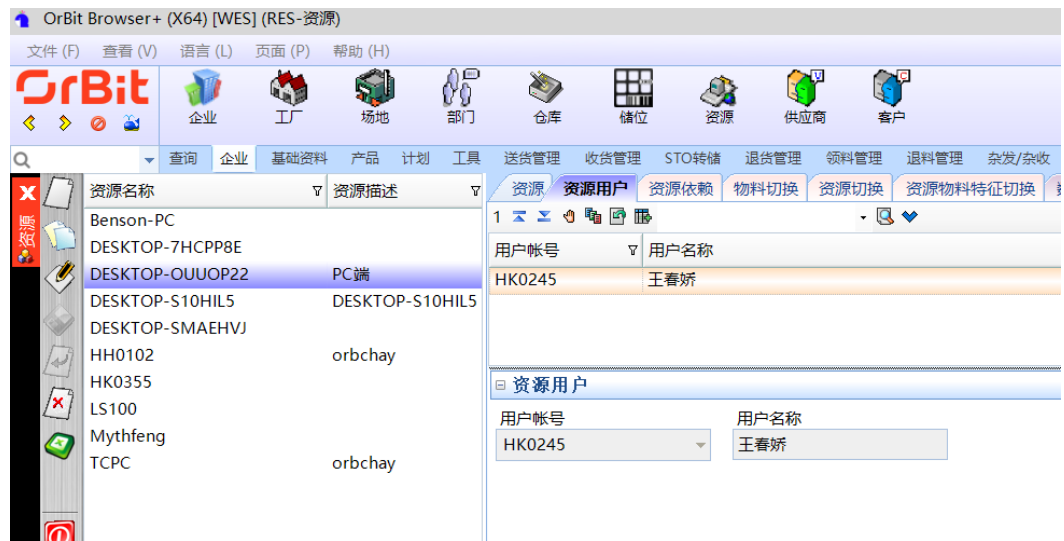 OrBit Browser+ (X64) [WES] (RES-资源)
文件 (F) 查看 (V) 语言 (L) 页面 (P) 帮助 (H)
OrBit
企业 工厂 场地 部门 仓库 储位 资源 供应商 客户
查询 企业 基础资料 产品 计划 工具 送货管理 收货管理 STO转储 退货管理 领料管理 退料管理 杂发/杂收
X 资源
资源名称 资源描述
Benson-PC
DESKTOP-7HCPP8E
DESKTOP-OUUOP22 PC端
DESKTOP-S10HIL5 DESKTOP-S10HIL5
DESKTOP-SMAEHVJ
HH0102 orbchay
HK0355
LS100
Mythfeng
TCPC orbchay
资源 资源用户 资源依赖 物料切换 资源切换 资源物料特征切换
1
用户帐号 用户名称
HK0245 王春娇
资源用户
用户帐号 用户名称
HK0245 王春娇